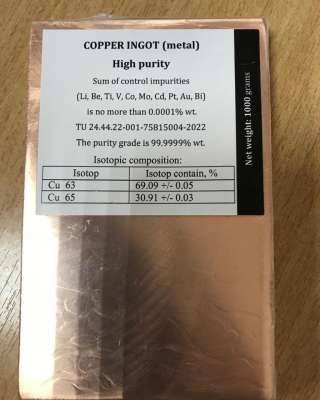 COPPER INGOT (metal)
High purity
Sum of control impurities
(Li, Be, Ti, V, Co, Mo, Cd, Pt, Au, Bi)
is no more than 0.0001% wt.
TU 24.44.22-001-75815004-2022
The purity grade is 99.9999% wt.
Isotopic composition:
Isotop Isotop contain, %
Cu 63 69.09 +/- 0.05
Cu 65 30.91 +/- 0.03
Net weight: 1000 grams